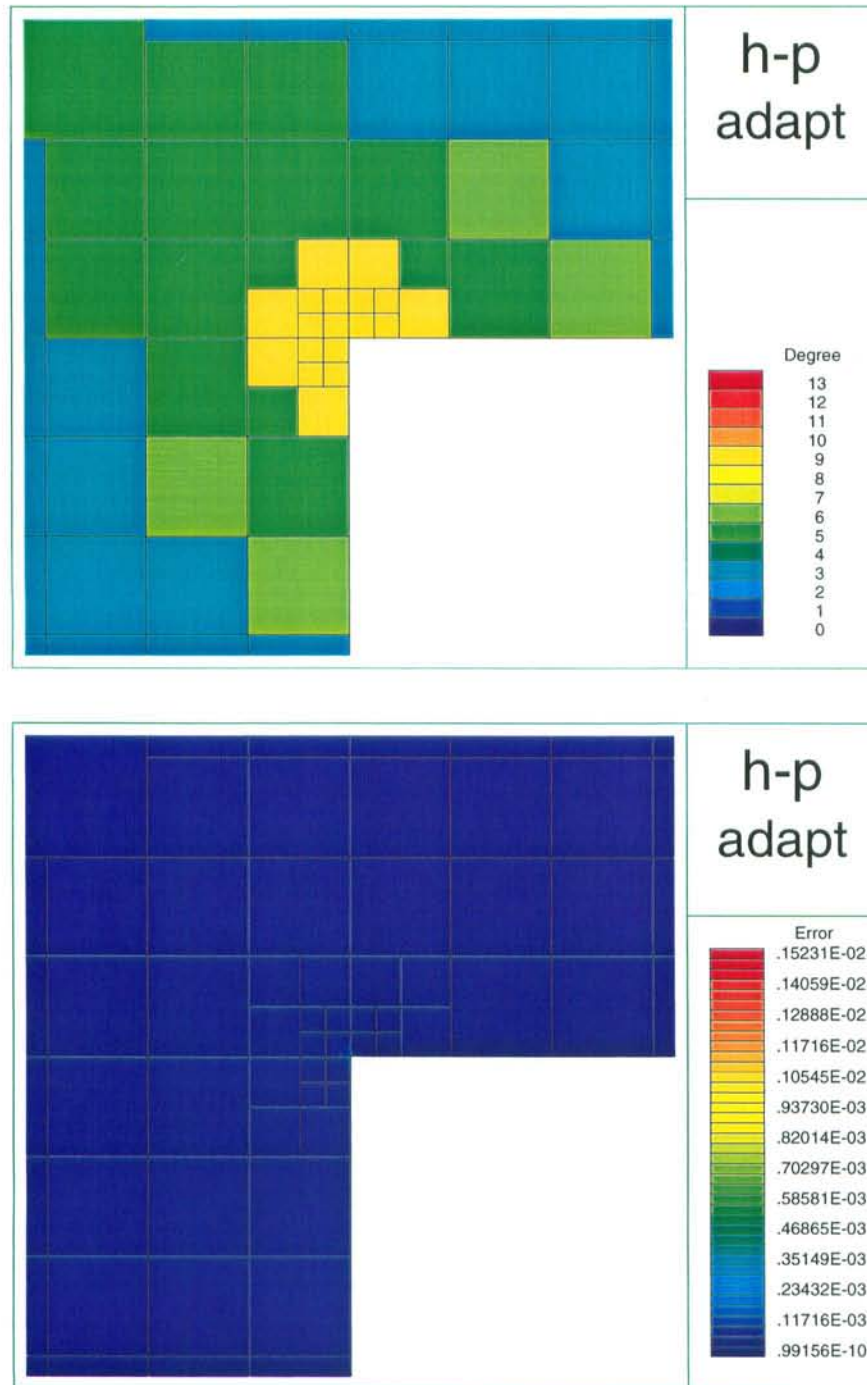 h-p
adapt
Degree
13
12
11
10
9
8
7
6
5
4
3
2
1
0
h-p
adapt
Error
.15231E-02
.14059E-02
.12888E-02
.11716E-02
.10545E-02
.93730E-03
.82014E-03
.70297E-03
.58581E-03
.46865E-03
.35149E-03
.23432E-03
.11716E-03
.99156E-10